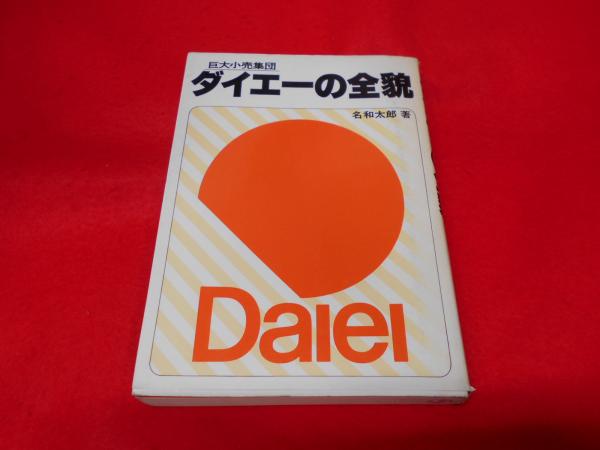 巨大小売集団
ダイエーの全貌
名和太郎 著
Daiei